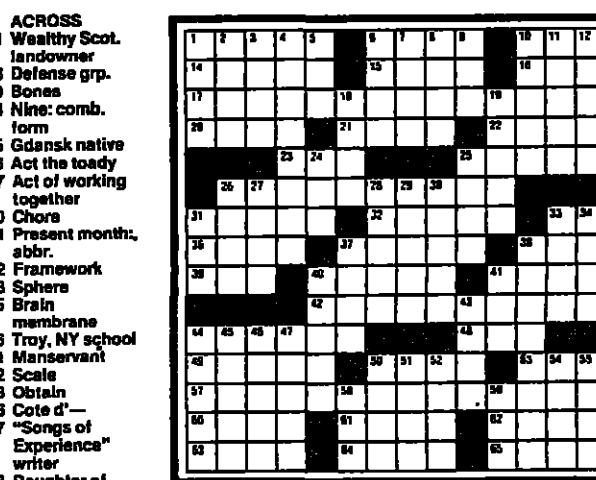 ACROSS
Wealthy Scot.
landowner
Defense grp.
Bones
Nine: comb.
form
Gdansk native
Act the toady
Act of working
together
Chore
Present month:,
abbr.
Framework
Sphere
Brain
membrane
Troy, NY school
Manservant
Scale
Obtain
Cote d'—
"Songs of
Experience"
writer
Daughter of
1 2 3 4 5 6 7 8 9 10 11 12
14 15 16
17 18 19
20 21 22
23 24 25
26 27 28 29 30
31 32 33 34
36 37 38
39 40 41
42 43
44 45 46 47 48
49 50 51 52 53 54 55
57 58 59
60 61 62
63 64 65